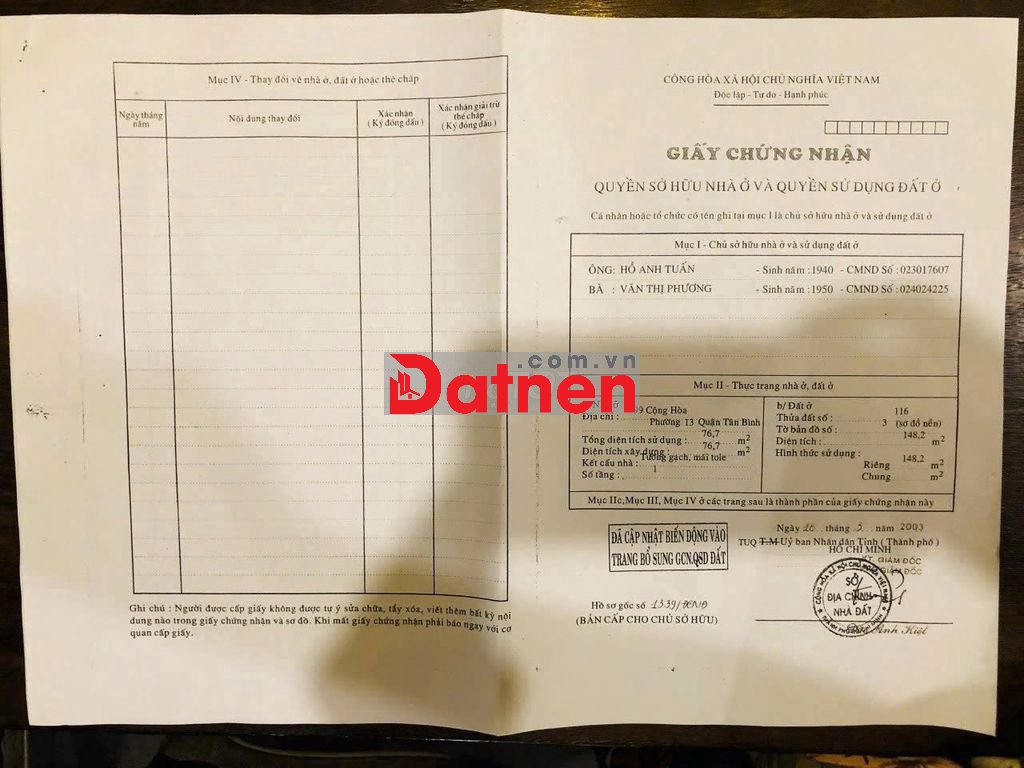 Mục IV - Thay đổi về nhà ở, đất ở hoặc thế chấp
Ngày tháng năm
Nội dung thay đổi
Xác nhận
( Ký đóng dấu )
Xác nhận giải trừ
thế chấp
( Ký đóng dấu )
Ghi chú : Người được cấp giấy không được tự ý sửa chữa, tẩy xóa, viết thêm bất kỳ nội
dung nào trong giấy chứng nhận và sơ đồ. Khi mất giấy chứng nhận phải báo ngay với cơ
quan cấp giấy.
CỘNG HÒA XÃ HỘI CHỦ NGHĨA VIỆT NAM
Độc lập - Tự do - Hạnh phúc
GIẤY CHỨNG NHẬN
QUYỀN SỞ HỮU NHÀ Ở VÀ QUYỀN SỬ DỤNG ĐẤT Ở
Cá nhân hoặc tổ chức có tên ghi tại mục I là chủ sở hữu nhà ở và sử dụng đất ở
Mục I - Chủ sở hữu nhà ở và sử dụng đất ở
ÔNG: HỒ ANH TUẤN - Sinh năm : 1940 - CMND Số : 023017607
BÀ : VĂN THỊ PHƯƠNG - Sinh năm : 1950 - CMND Số : 024024225
.com.vn
Datnen
Mục II - Thực trạng nhà ở, đất ở
Địa chỉ : Cộng Hòa
Phường 13 Quận Tân Bình
Tổng diện tích sử dụng : 76,7 m2
Diện tích xây dựng : 76,7 m2
Kết cấu nhà : Tường gạch, mái tole
Số tầng : 1
b/ Đất ở
Thửa đất số : 116
Tờ bản đồ số : 3 (sơ đồ nền)
Diện tích : 148,2 m2
Hình thức sử dụng :
Riêng 148,2 m2
Chung m2
Mục IIc,Mục III, Mục IV ở các trang sau là thành phần của giấy chứng nhận này
ĐÃ CẬP NHẬT BIẾN ĐỘNG VÀO
TRANG BỔ SUNG GCN.QSD ĐẤT
Ngày 26 tháng 3 năm 2003
TUQ T.M Uỷ ban Nhân dân Tỉnh ( Thành phố )
HỒ CHÍ MINH
GIÁM ĐỐC
GIÁM ĐỐC
SỞ
ĐỊA CHÍNH
NHÀ ĐẤT
Hồ sơ gốc số 1339/
(BẢN CẤP CHO CHỦ SỞ HỮU)
Anh Kiệt